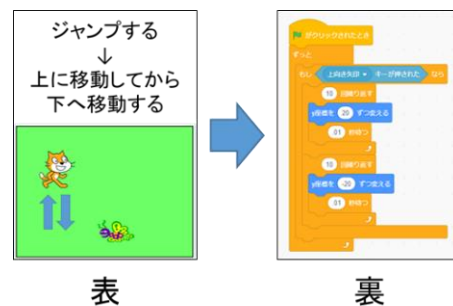 ジャンプする
↓
上に移動してから
下へ移動する
表
がクリックされたとき
ずっと
もし 上向き矢印 キーが押された なら
10 回繰り返す
y座標を 20 ずつ変える
.01 秒待つ
10 回繰り返す
y座標を -20 ずつ変える
.01 秒待つ
裏